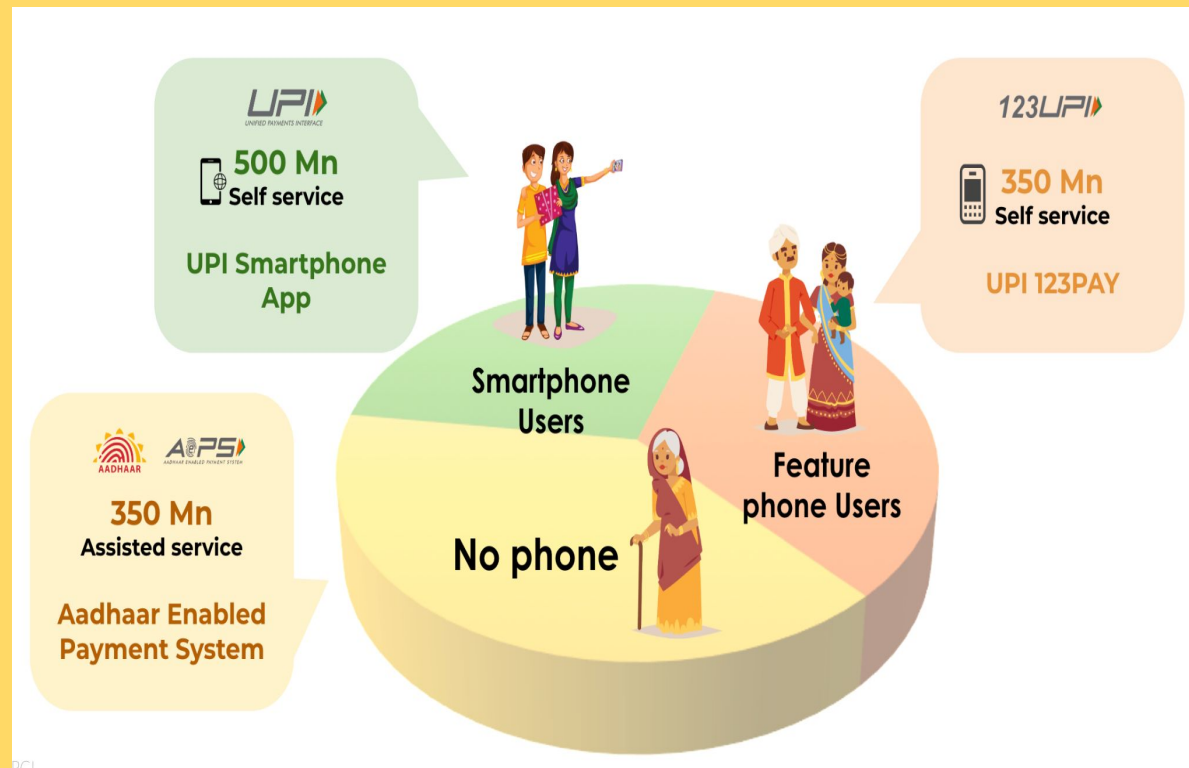 UPI
UNIFIED PAYMENTS INTERFACE
500 Mn
Self service
UPI Smartphone
App
123UPI
350 Mn
Self service
UPI 123PAY
Smartphone
Users
Feature
phone Users
No phone
AADHAAR
AePS
AADHAAR ENABLED PAYMENT SYSTEM
350 Mn
Assisted service
Aadhaar Enabled
Payment System